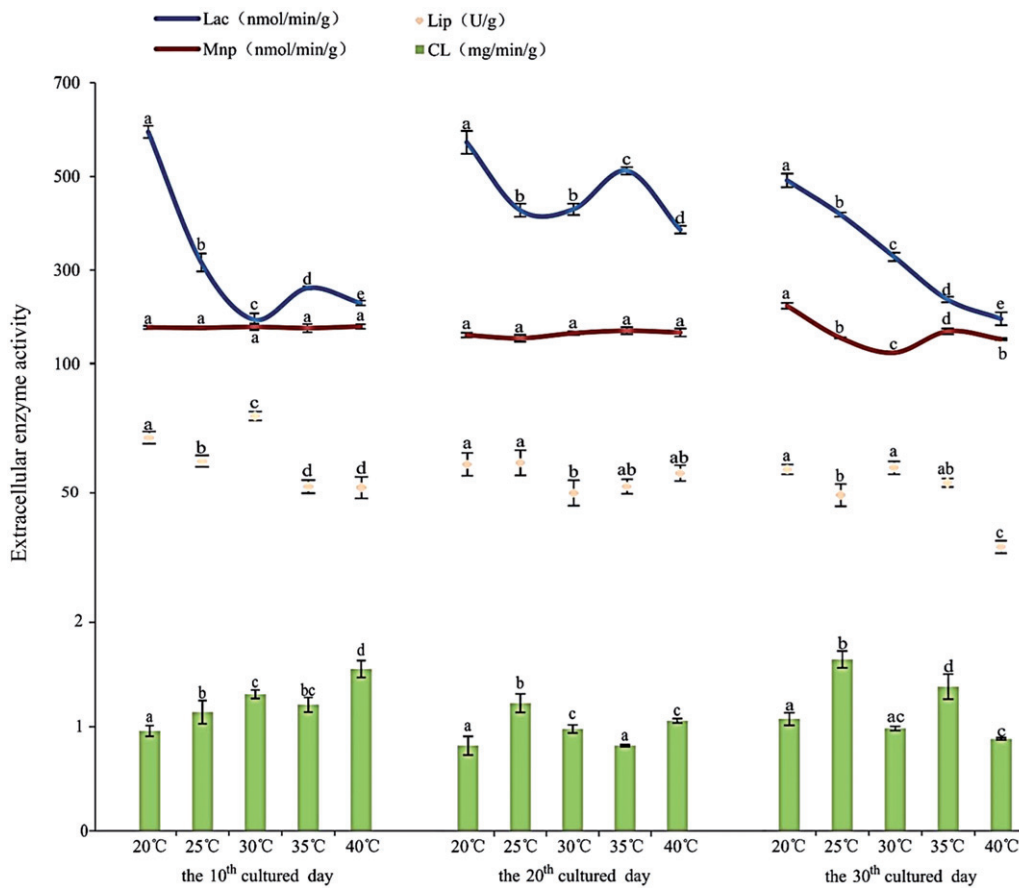 Lac（nmol/min/g） Lip（U/g）
Mnp（nmol/min/g） CL（mg/min/g）
Extracellular enzyme activity
700
a a
c a
500
b b d b
b c
300
d e d
c e
a a a a a a a a a a a b c d b
100
a b c d d a a b ab ab a b a ab c
50
2
a b c bc d a b c a c a b ac d c
1
0
20℃ 25℃ 30℃ 35℃ 40℃ 20℃ 25℃ 30℃ 35℃ 40℃ 20℃ 25℃ 30℃ 35℃ 40℃
the 10th cultured day the 20th cultured day the 30th cultured day